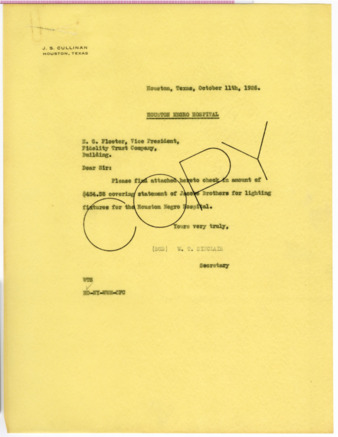 J. S. CULLINAN
HOUSTON, TEXAS
Houston, Texas, October 11th, 1926.
HOUSTON NEGRO HOSPITAL
Vice President,
Fidelity Trust Company,
Building.
Dear Sir:
Please find attached hereto check in amount of
covering statement of Jacobe Brothers for lighting
fixtures for the Houston Negro Hospital.
Yours very truly,
Secretary
COPY